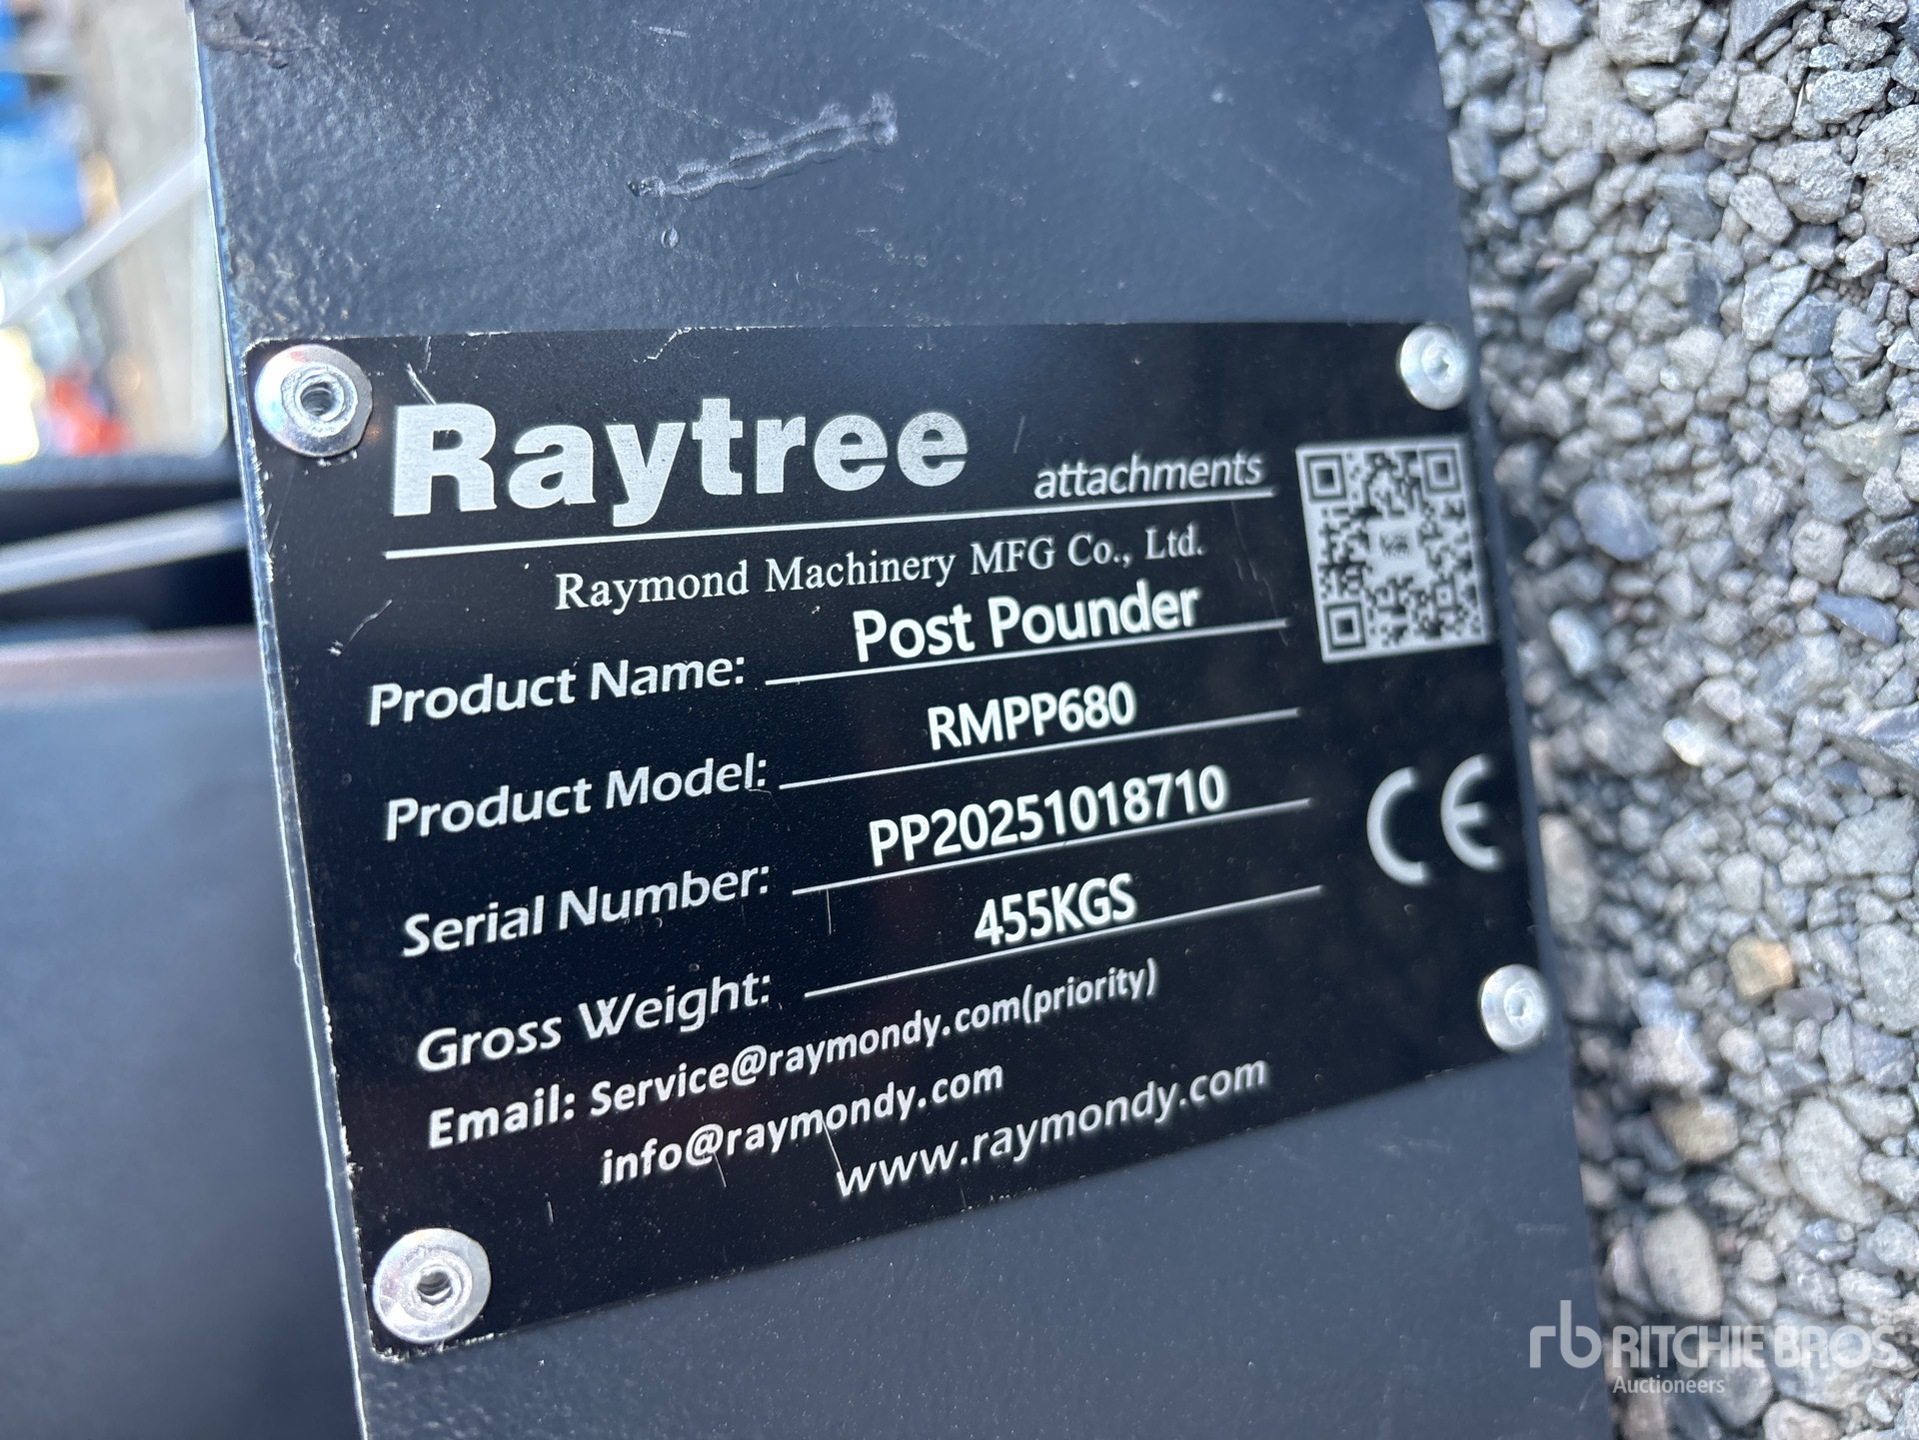 Raytree attachments
Raymond Machinery MFG Co., Ltd.
Product Name: Post Pounder
Product Model: RMPP680
Serial Number: PP20251018710
Gross Weight: 455KGS
CE
Email: Service@raymondy.com(priority)
info@raymondy.com
www.raymondy.com
rb RITCHIE BROS
Auctioneers